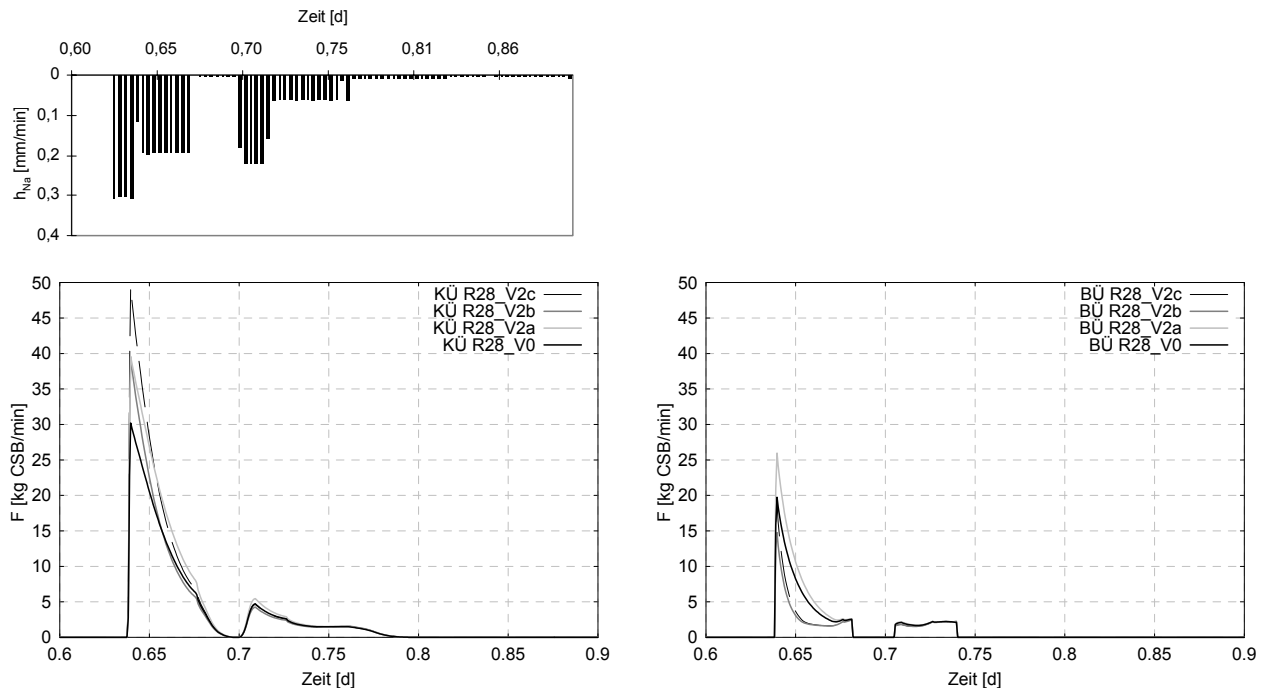 Zeit [d]
0,60 0,65 0,70 0,75 0,81 0,86
0
0,1
0,2
0,3
0,4
hNa [mm/min]
50
45
40
35
30
25
20
15
10
5
0
F [kg CSB/min]
KÜ R28_V2c
KÜ R28_V2b
KÜ R28_V2a
KÜ R28_V0
0.6 0.65 0.7 0.75 0.8 0.85 0.9
Zeit [d]
50
45
40
35
30
25
20
15
10
5
0
F [kg CSB/min]
BÜ R28_V2c
BÜ R28_V2b
BÜ R28_V2a
BÜ R28_V0
0.6 0.65 0.7 0.75 0.8 0.85 0.9
Zeit [d]